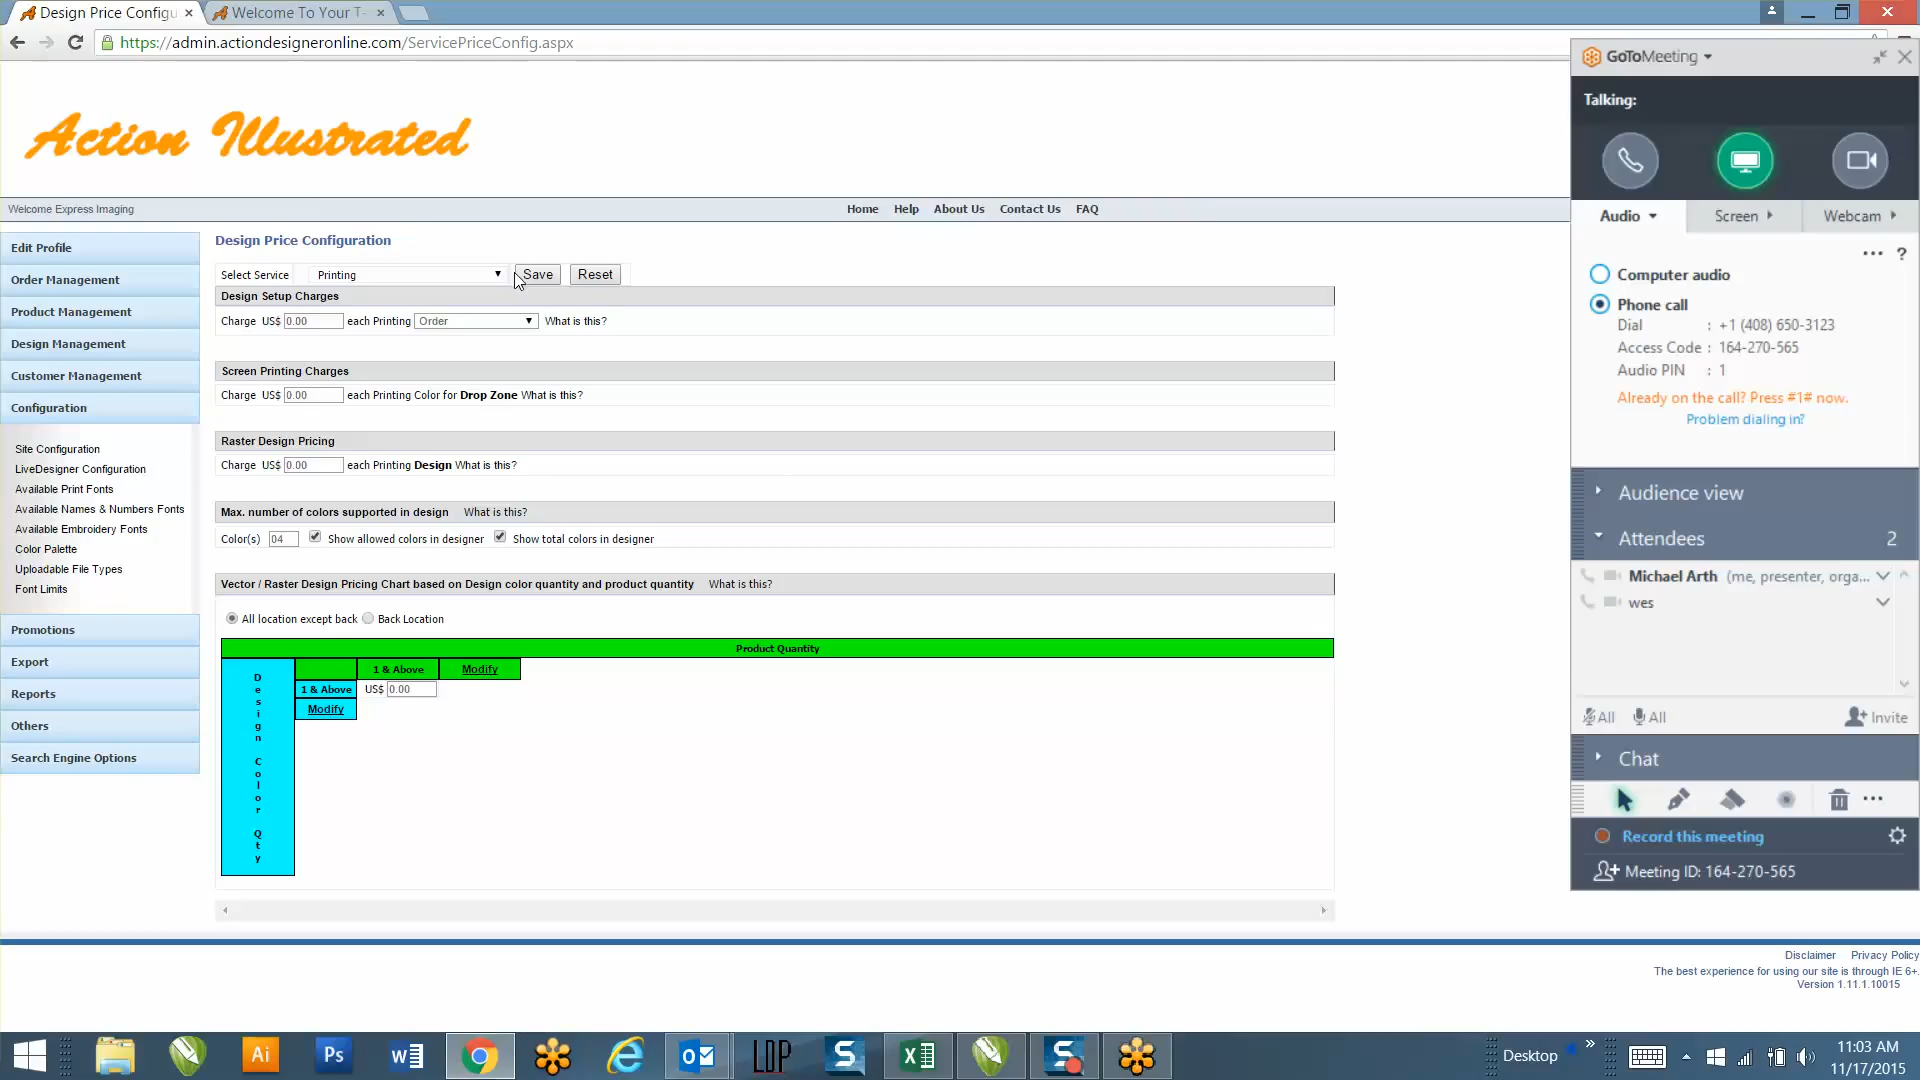 Design Price Configu
Welcome To Your T-
https://admin.actiondesigneronline.com/ServicePriceConfig.aspx
Action Illustrated
Welcome Express Imaging
Home Help About Us Contact Us FAQ
Edit Profile
Order Management
Product Management
Design Management
Customer Management
Configuration
Site Configuration
LiveDesigner Configuration
Available Print Fonts
Available Names & Numbers Fonts
Available Embroidery Fonts
Color Palette
Uploadable File Types
Font Limits
Promotions
Export
Reports
Others
Search Engine Options
Design Price Configuration
Select Service Printing Save Reset
Design Setup Charges
Charge US$ 0.00 each Printing Order What is this?
Screen Printing Charges
Charge US$ 0.00 each Printing Color for Drop Zone What is this?
Raster Design Pricing
Charge US$ 0.00 each Printing Design What is this?
Max. number of colors supported in design What is this?
Color(s) 04 Show allowed colors in designer Show total colors in designer
Vector / Raster Design Pricing Chart based on Design color quantity and product quantity What is this?
All location except back Back Location
Product Quantity
1 & Above Modify
1 & Above US$ 0.00
Modify
Design Color Qty
GoToMeeting
Talking:
Audio Screen Webcam
... ?
Computer audio
Phone call
Dial : +1 (408) 650-3123
Access Code : 164-270-565
Audio PIN : 1
Already on the call? Press #1# now.
Problem dialing in?
Audience view
Attendees 2
Michael Arth (me, presenter, orga...
wes
All All Invite
Chat
Record this meeting
Meeting ID: 164-270-565
Disclaimer Privacy Policy
The best experience for using our site is through IE 6+.
Version 1.11.1.10015
Ai
Ps
W
LDP
S
X
S
Desktop
11:03 AM
11/17/2015